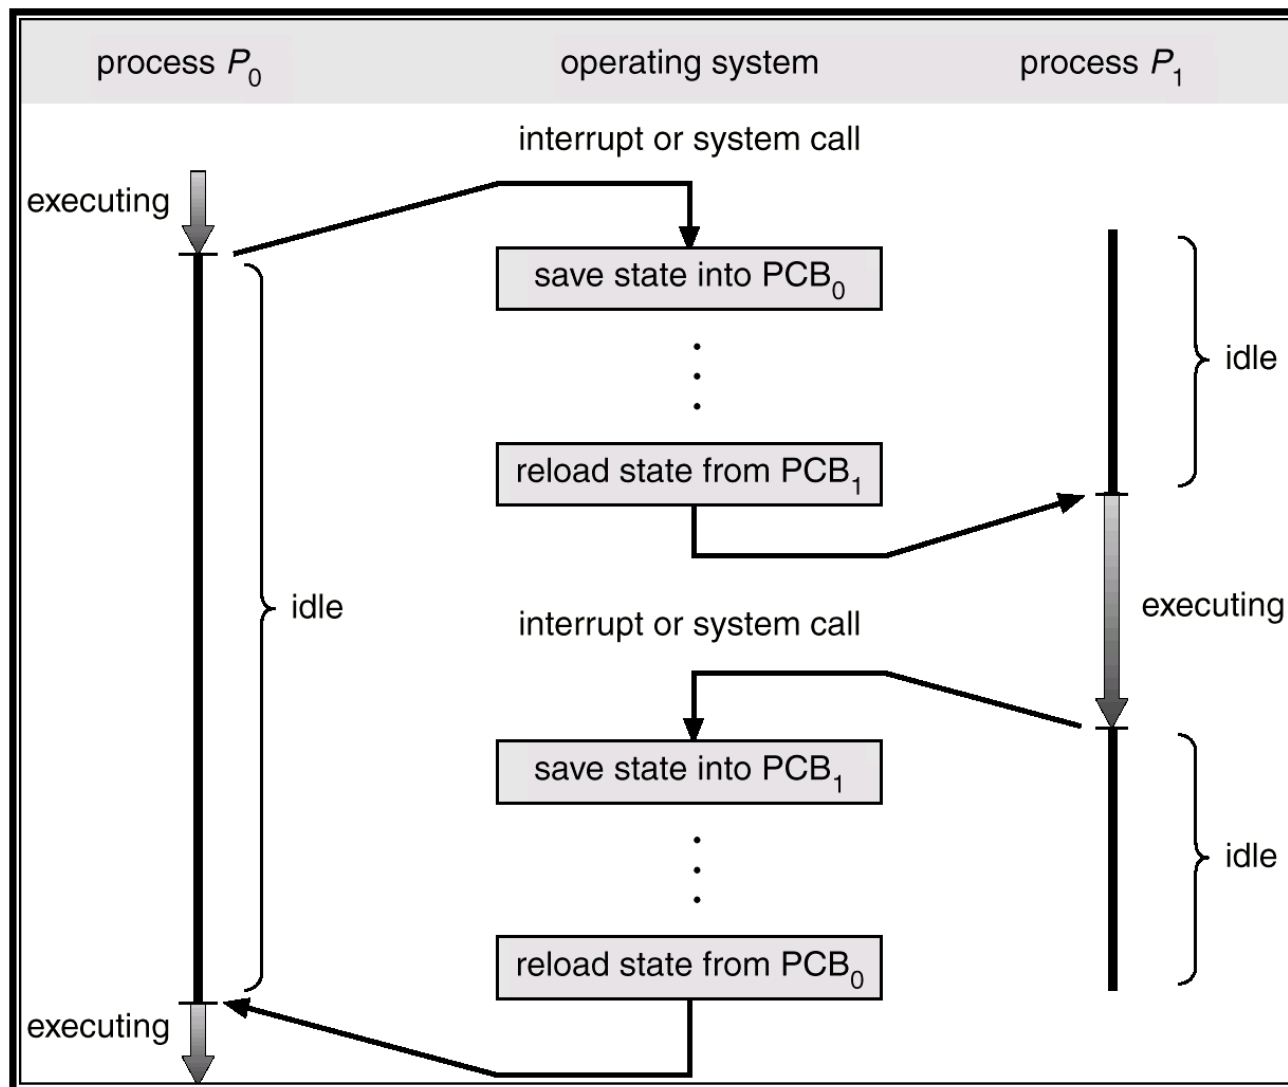 process P₀ operating system process P₁
interrupt or system call
executing
save state into PCB₀
idle
reload state from PCB₁
idle
interrupt or system call
executing
save state into PCB₁
idle
reload state from PCB₀
executing